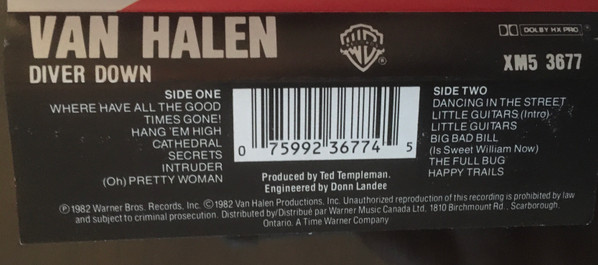 VAN HALEN
DIVER DOWN
DOLBY HX PRO
XM5 3677
SIDE ONE
WHERE HAVE ALL THE GOOD
TIMES GONE!
HANG 'EM HIGH
CATHEDRAL
SECRETS
INTRUDER
(Oh) PRETTY WOMAN
0 75992 36774 5
Produced by Ted Templeman.
Engineered by Donn Landee
SIDE TWO
DANCING IN THE STREET
LITTLE GUITARS (Intro)
LITTLE GUITARS
BIG BAD BILL
(Is Sweet William Now)
THE FULL BUG
HAPPY TRAILS
℗1982 Warner Bros. Records, Inc. ©1982 Van Halen Productions, Inc. Unauthorized reproduction of this recording is prohibited by law
and subject to criminal prosecution. Distributed by/Distribué par Warner Music Canada Ltd. 1810 Birchmount Rd., Scarborough,
Ontario. A Time Warner Company